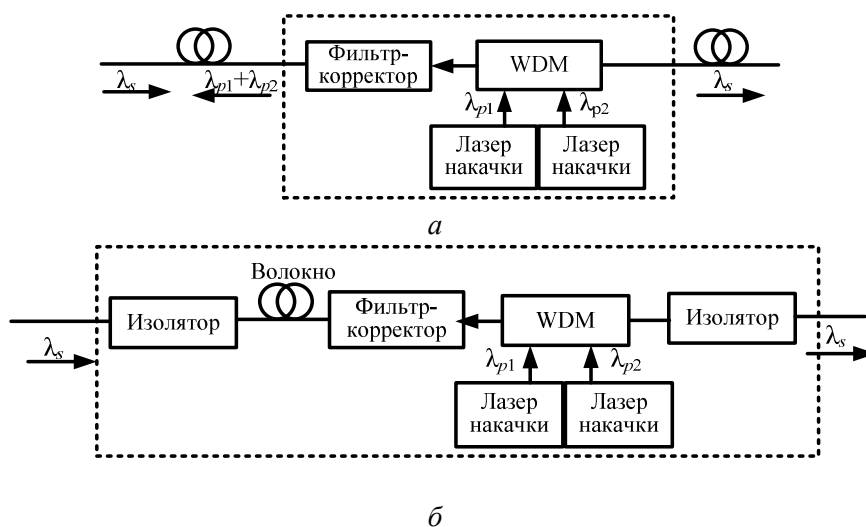 Фильтр-
корректор
WDM
λs
λp1+λp2
λs
λp1
λp2
Лазер
накачки
Лазер
накачки
а
Волокно
Изолятор
Фильтр-
корректор
WDM
Изолятор
λs
λs
λp1
λp2
Лазер
накачки
Лазер
накачки
б